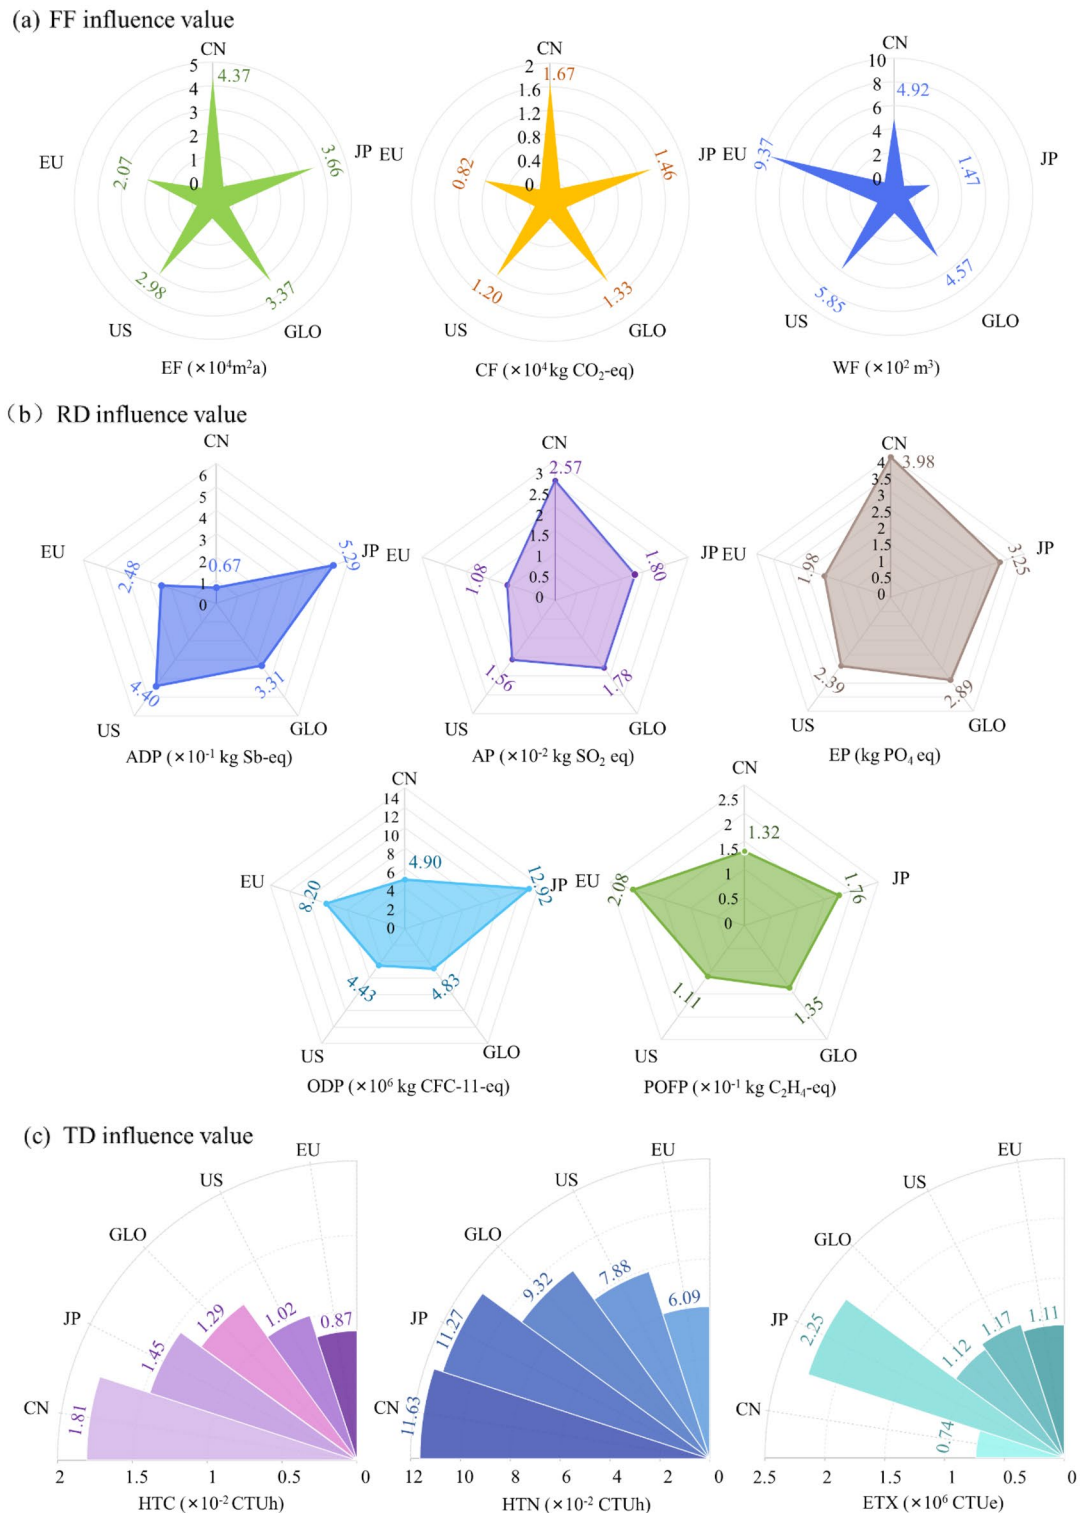 (a) FF influence value
CN
5
4.37
4
3
2
1
0
JP
3.66
EU
2.07
US
2.98
GLO
3.37
EF (×10⁴m²a)
CN
2
1.67
1.6
1.2
0.8
0.4
0
JP
1.46
EU
0.82
US
1.20
GLO
1.33
CF (×10⁴kg CO₂-eq)
CN
10
8
4.92
6
4
2
0
JP
1.47
EU
9.37
US
5.85
GLO
4.57
WF (×10² m³)
(b) RD influence value
CN
6
5
4
3
2
1
0
0.67
JP
5.29
EU
2.48
US
4.40
GLO
3.31
ADP (×10⁻¹ kg Sb-eq)
CN
3
2.57
2.5
2
1.5
1
0.5
0
JP
1.80
EU
1.08
US
1.56
GLO
1.78
AP (×10⁻² kg SO₂ eq)
CN
4
3.98
3.5
3
2.5
2
1.5
1
0.5
0
JP
3.25
EU
1.98
US
2.39
GLO
2.89
EP (kg PO₄ eq)
CN
14
12
10
8
6
4
2
0
4.90
JP
12.92
EU
8.20
US
4.43
GLO
4.83
ODP (×10⁶ kg CFC-11-eq)
CN
2.5
2
1.5
1
0.5
0
1.32
JP
1.76
EU
2.08
US
1.11
GLO
1.35
POFP (×10⁻¹ kg C₂H₄-eq)
(c) TD influence value
EU
US
GLO
JP
CN
0.87
1.02
1.29
1.45
1.81
2 1.5 1 0.5 0
HTC (×10⁻² CTUh)
EU
US
GLO
JP
CN
6.09
7.88
9.32
11.27
11.63
12 10 8 6 4 2 0
HTN (×10⁻² CTUh)
EU
US
GLO
JP
CN
1.11
1.17
1.12
2.25
0.74
2.5 2 1.5 1 0.5 0
ETX (×10⁶ CTUe)